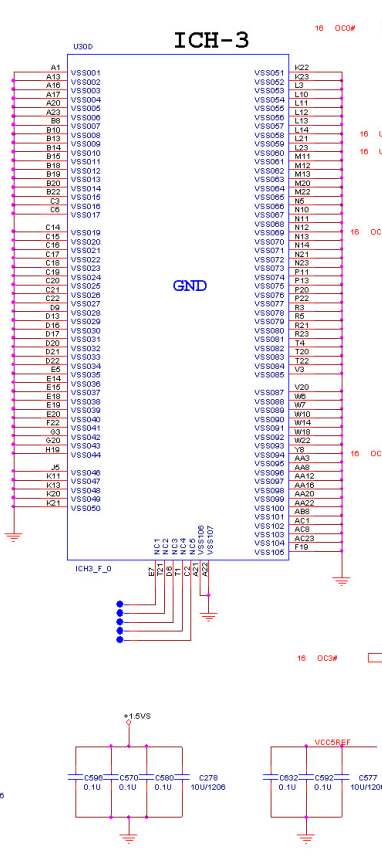 ICH-3
16 OC0#
U30D
A1 VSS001 VSS051 K22
A13 VSS002 VSS052 K23
A16 VSS003 VSS053 L3
A17 VSS004 VSS054 L10
A20 VSS005 VSS055 L11
A23 VSS006 VSS056 L12
B8 VSS007 VSS057 L13
B10 VSS008 VSS058 L14
B13 VSS009 VSS059 L21
B14 VSS010 VSS060 L23
B15 VSS011 VSS061 M11
B18 VSS012 VSS062 M12
B19 VSS013 VSS063 M13
B20 VSS014 VSS064 M20
B22 VSS015 VSS065 M22
C3 VSS016 VSS066 N5
C6 VSS017 VSS067 N10
VSS068 N11
C14 VSS019 VSS069 N12
C15 VSS020 VSS070 N13
C16 VSS021 VSS071 N14
C17 VSS022 VSS072 N21
C18 VSS023 VSS073 N23
C19 VSS024 VSS074 P11
C20 VSS025 VSS075 P13
C21 VSS026 VSS076 P20
C22 VSS027 VSS077 P22
D9 VSS028 VSS078 R3
D13 VSS029 VSS079 R5
D16 VSS030 VSS080 R21
D17 VSS031 VSS081 R23
D20 VSS032 VSS082 T4
D21 VSS033 VSS083 T20
D22 VSS034 VSS084 T22
E5 VSS035 VSS085 V3
E14 VSS036
E15 VSS037 VSS087 V20
E18 VSS038 VSS088 W6
E19 VSS039 VSS089 W7
E20 VSS040 VSS090 W10
F22 VSS041 VSS091 W14
G3 VSS042 VSS092 W18
G20 VSS043 VSS093 W22
H19 VSS044 VSS094 Y8
VSS095 AA3
J5 VSS046 VSS096 AA8
K11 VSS047 VSS097 AA12
K13 VSS048 VSS098 AA16
K20 VSS049 VSS099 AA20
K21 VSS050 VSS100 AA22
VSS101 AB8
VSS102 AC1
VSS103 AC8
VSS104 AC23
VSS105 F19
GND
16 U
16 U
16 OC
16 OC
NC1 NC2 NC3 NC4 NC5 VSS106 VSS107
ICH3_F_0
E7 T21 D6 T1 C2 A21 A22
16 OC3#
+1.5VS
VCC5REF
C596 C570 C580 C278
0.1U 0.1U 0.1U 10U/1206
C632 C592 C577
0.1U 0.1U 10U/1206
6